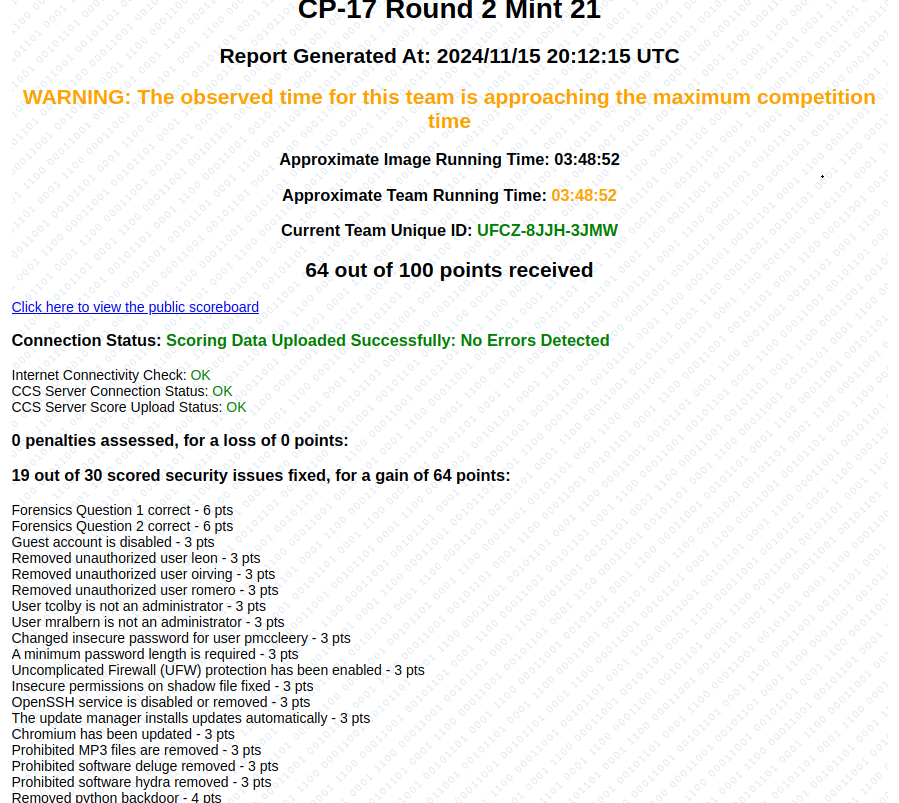 CP-17 Round 2 Mint 21
Report Generated At: 2024/11/15 20:12:15 UTC
WARNING: The observed time for this team is approaching the maximum competition
time
Approximate Image Running Time: 03:48:52
Approximate Team Running Time: 03:48:52
Current Team Unique ID: UFCZ-8JJH-3JMW
64 out of 100 points received
Click here to view the public scoreboard
Connection Status: Scoring Data Uploaded Successfully: No Errors Detected
Internet Connectivity Check: OK
CCS Server Connection Status: OK
CCS Server Score Upload Status: OK
0 penalties assessed, for a loss of 0 points:
19 out of 30 scored security issues fixed, for a gain of 64 points:
Forensics Question 1 correct - 6 pts
Forensics Question 2 correct - 6 pts
Guest account is disabled - 3 pts
Removed unauthorized user leon - 3 pts
Removed unauthorized user oirving - 3 pts
Removed unauthorized user romero - 3 pts
User tcolby is not an administrator - 3 pts
User mralbern is not an administrator - 3 pts
Changed insecure password for user pmccleery - 3 pts
A minimum password length is required - 3 pts
Uncomplicated Firewall (UFW) protection has been enabled - 3 pts
Insecure permissions on shadow file fixed - 3 pts
OpenSSH service is disabled or removed - 3 pts
The update manager installs updates automatically - 3 pts
Chromium has been updated - 3 pts
Prohibited MP3 files are removed - 3 pts
Prohibited software deluge removed - 3 pts
Prohibited software hydra removed - 3 pts
Removed python backdoor - 4 pts